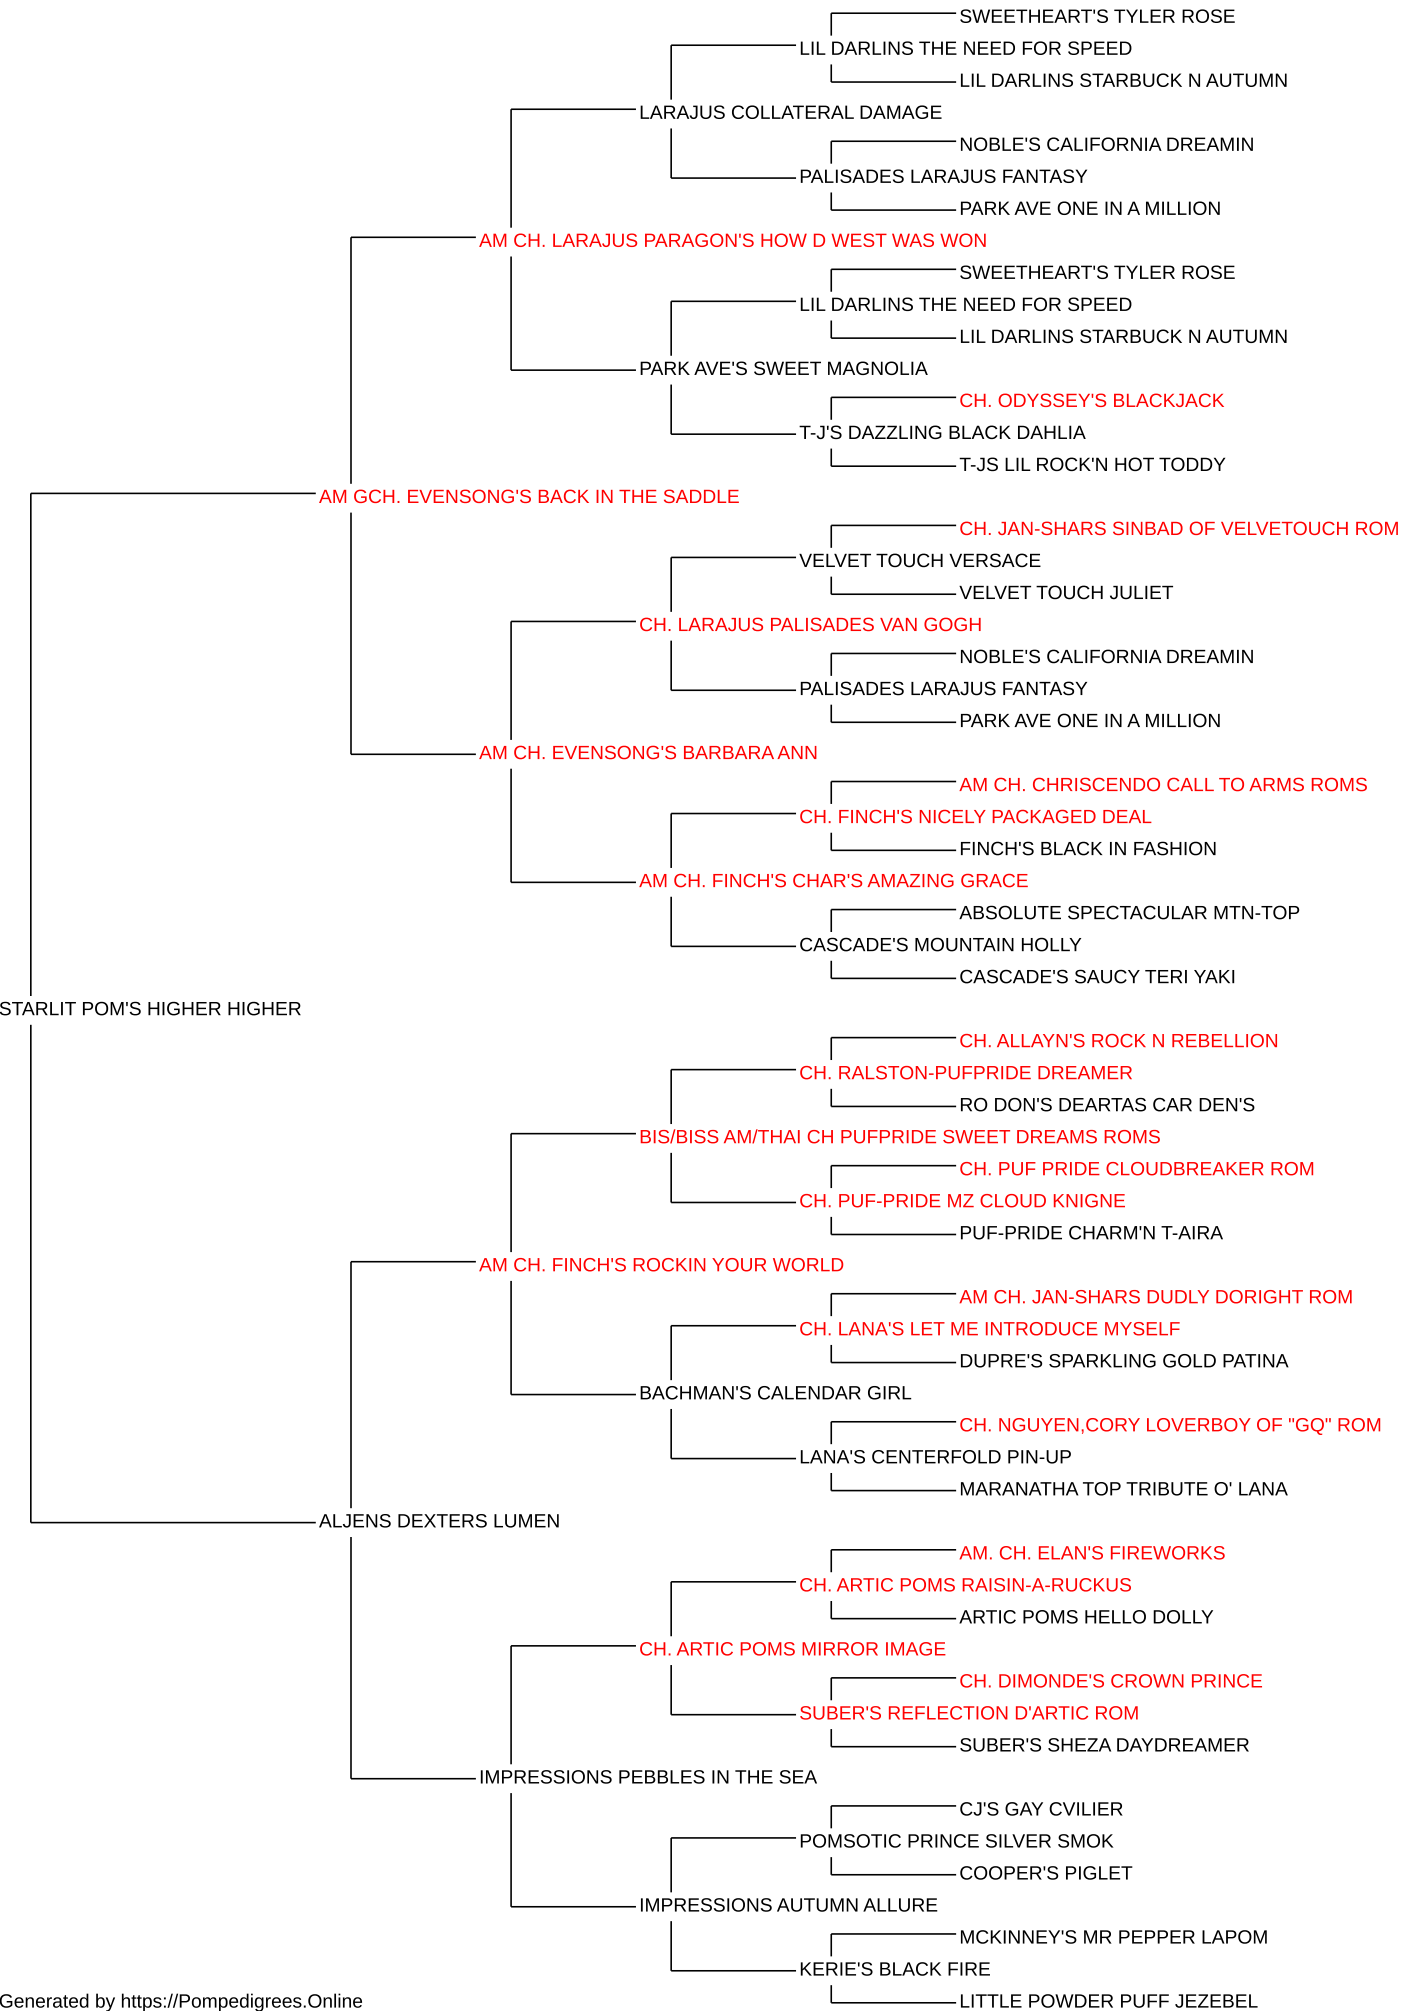 SWEETHEART'S TYLER ROSE
LIL DARLINS THE NEED FOR SPEED
LIL DARLINS STARBUCK N AUTUMN
LARAJUS COLLATERAL DAMAGE
NOBLE'S CALIFORNIA DREAMIN
PALISADES LARAJUS FANTASY
PARK AVE ONE IN A MILLION
AM CH. LARAJUS PARAGON'S HOW D WEST WAS WON
SWEETHEART'S TYLER ROSE
LIL DARLINS THE NEED FOR SPEED
LIL DARLINS STARBUCK N AUTUMN
PARK AVE'S SWEET MAGNOLIA
CH. ODYSSEY'S BLACKJACK
T-J'S DAZZLING BLACK DAHLIA
T-JS LIL ROCK'N HOT TODDY
AM GCH. EVENSONG'S BACK IN THE SADDLE
CH. JAN-SHARS SINBAD OF VELVETOUCH ROM
VELVET TOUCH VERSACE
VELVET TOUCH JULIET
CH. LARAJUS PALISADES VAN GOGH
NOBLE'S CALIFORNIA DREAMIN
PALISADES LARAJUS FANTASY
PARK AVE ONE IN A MILLION
AM CH. EVENSONG'S BARBARA ANN
AM CH. CHRISCENDO CALL TO ARMS ROMS
CH. FINCH'S NICELY PACKAGED DEAL
FINCH'S BLACK IN FASHION
AM CH. FINCH'S CHAR'S AMAZING GRACE
ABSOLUTE SPECTACULAR MTN-TOP
CASCADE'S MOUNTAIN HOLLY
CASCADE'S SAUCY TERI YAKI
STARLIT POM'S HIGHER HIGHER
CH. ALLAYN'S ROCK N REBELLION
CH. RALSTON-PUFPRIDE DREAMER
RO DON'S DEARTAS CAR DEN'S
BIS/BISS AM/THAI CH PUFPRIDE SWEET DREAMS ROMS
CH. PUF PRIDE CLOUDBREAKER ROM
CH. PUF-PRIDE MZ CLOUD KNIGNE
PUF-PRIDE CHARM'N T-AIRA
AM CH. FINCH'S ROCKIN YOUR WORLD
AM CH. JAN-SHARS DUDLY DORIGHT ROM
CH. LANA'S LET ME INTRODUCE MYSELF
DUPRE'S SPARKLING GOLD PATINA
BACHMAN'S CALENDAR GIRL
CH. NGUYEN,CORY LOVERBOY OF "GQ" ROM
LANA'S CENTERFOLD PIN-UP
MARANATHA TOP TRIBUTE O' LANA
ALJENS DEXTERS LUMEN
AM. CH. ELAN'S FIREWORKS
CH. ARTIC POMS RAISIN-A-RUCKUS
ARTIC POMS HELLO DOLLY
CH. ARTIC POMS MIRROR IMAGE
CH. DIMONDE'S CROWN PRINCE
SUBER'S REFLECTION D'ARTIC ROM
SUBER'S SHEZA DAYDREAMER
IMPRESSIONS PEBBLES IN THE SEA
CJ'S GAY CVILIER
POMSOTIC PRINCE SILVER SMOK
COOPER'S PIGLET
IMPRESSIONS AUTUMN ALLURE
MCKINNEY'S MR PEPPER LAPOM
KERIE'S BLACK FIRE
LITTLE POWDER PUFF JEZEBEL
Generated by https://Pompedigrees.Online